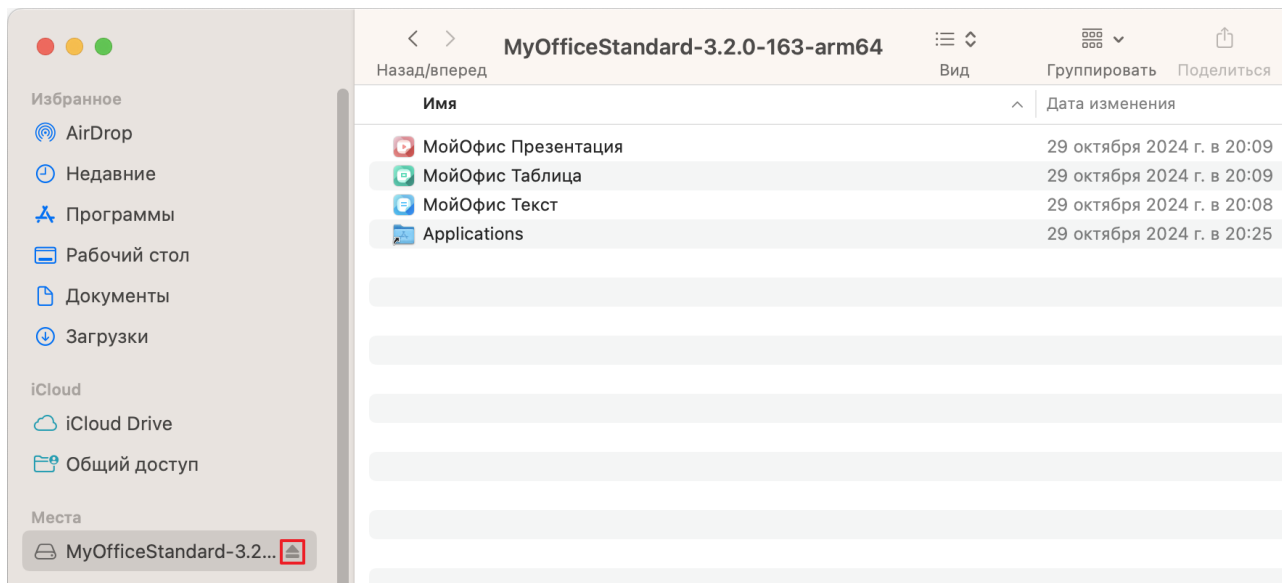 MyOfficeStandard-3.2.0-163-arm64
Назад/вперед
Вид
Группировать
Поделиться
Избранное
AirDrop
Недавние
Программы
Рабочий стол
Документы
Загрузки
iCloud
iCloud Drive
Общий доступ
Места
MyOfficeStandard-3.2...
Имя
Дата изменения
МойОфис Презентация
29 октября 2024 г. в 20:09
МойОфис Таблица
29 октября 2024 г. в 20:09
МойОфис Текст
29 октября 2024 г. в 20:08
Applications
29 октября 2024 г. в 20:25